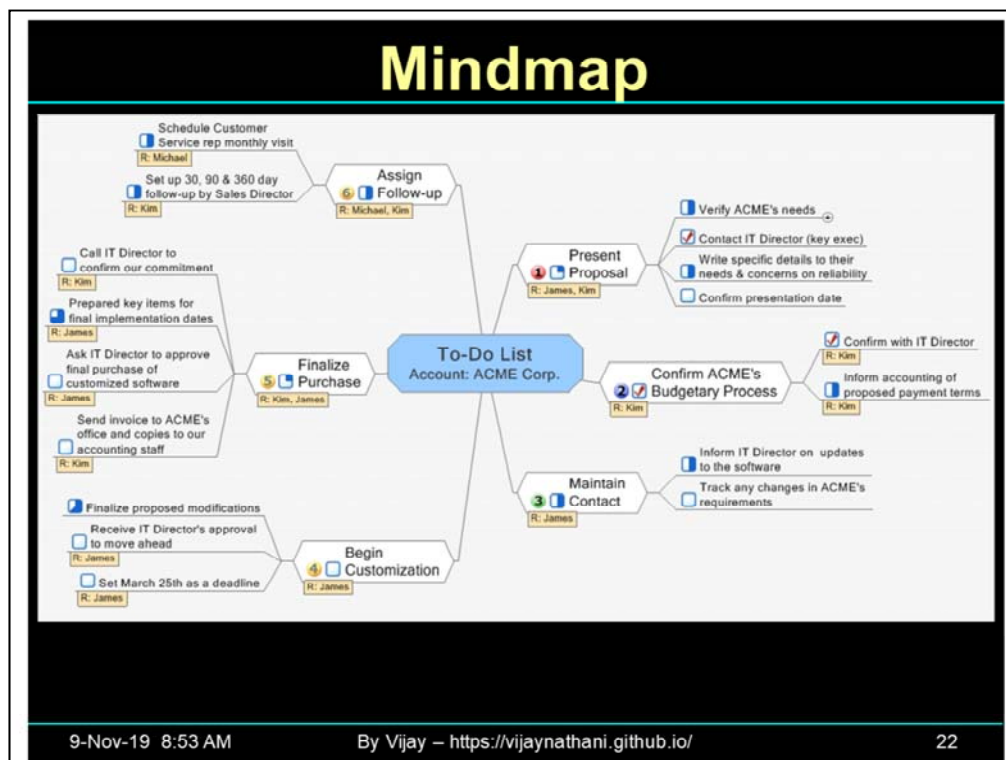 Mindmap
Schedule Customer
Service rep monthly visit
R: Michael
Set up 30, 90 & 360 day
follow-up by Sales Director
R: Kim
Assign
6 Follow-up
R: Michael, Kim
Call IT Director to
confirm our commitment
R: Kim
Prepared key items for
final implementation dates
R: James
Ask IT Director to approve
final purchase of
customized software
R: James
Send invoice to ACME's
office and copies to our
accounting staff
R: Kim
Finalize
5 Purchase
R: Kim, James
Finalize proposed modifications
Receive IT Director's approval
to move ahead
R: James
Set March 25th as a deadline
R: James
Begin
4 Customization
R: James
To-Do List
Account: ACME Corp.
Present
1 Proposal
R: James, Kim
Verify ACME's needs
Contact IT Director (key exec)
Write specific details to their
needs & concerns on reliability
Confirm presentation date
Confirm ACME's
2 Budgetary Process
R: Kim
Confirm with IT Director
R: Kim
Inform accounting of
proposed payment terms
R: Kim
Maintain
3 Contact
R: James
Inform IT Director on updates
to the software
Track any changes in ACME's
requirements
9-Nov-19 8:53 AM
By Vijay – https://vijaynathani.github.io/
22